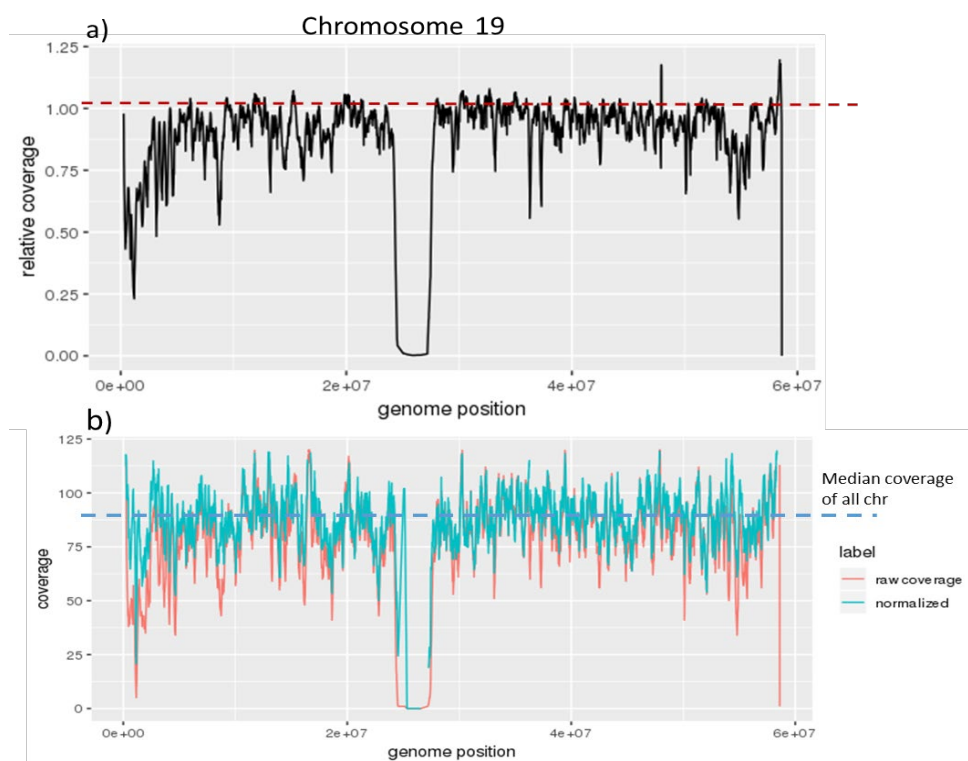 a)
Chromosome 19
1.25
1.00
0.75
0.50
0.25
0.00
relative coverage
0e+00 2e+07 4e+07 6e+07
genome position
b)
125
100
75
50
25
0
coverage
0e+00 2e+07 4e+07 6e+07
genome position
Median coverage
of all chr
label
raw coverage
normalized